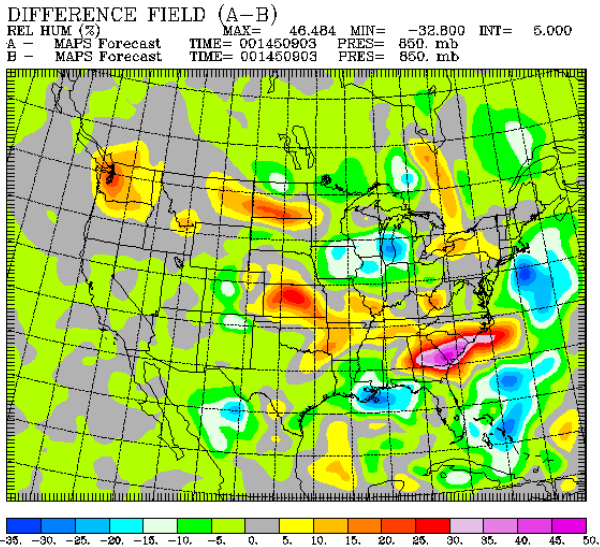 DIFFERENCE FIELD (A-B)
REL HUM (%) MAX= 46.484 MIN= -32.800 INT= 5.000
A - MAPS Forecast TIME= 001450903 PRES= 850. mb
B - MAPS Forecast TIME= 001450903 PRES= 850. mb
-35. -30. -25. -20. -15. -10. -5. 0. 5. 10. 15. 20. 25. 30. 35. 40. 45. 50.